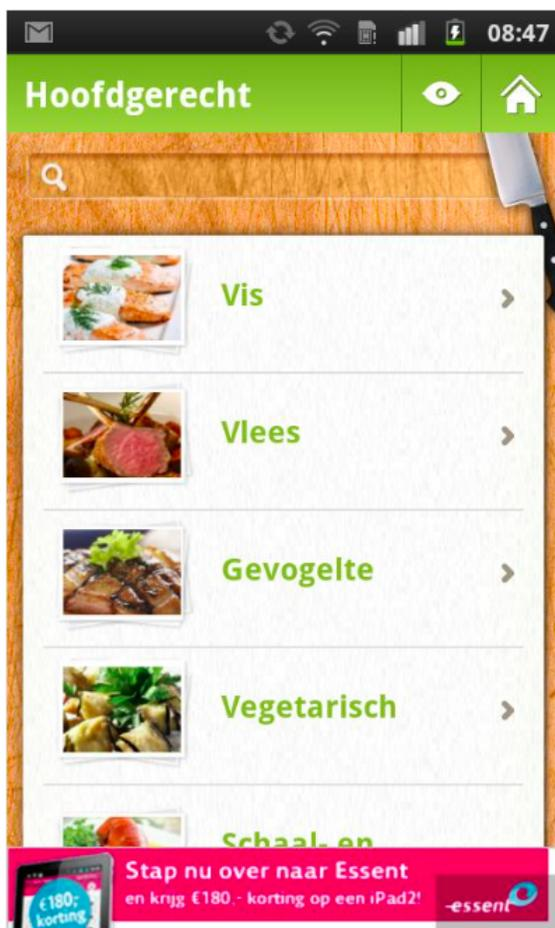 08:47
Hoofdgerecht
Vis
Vlees
Gevogelte
Vegetarisch
Schaal- en
Stap nu over naar Essent
en krijg €180,- korting op een iPad2!
€180,-
korting
essent